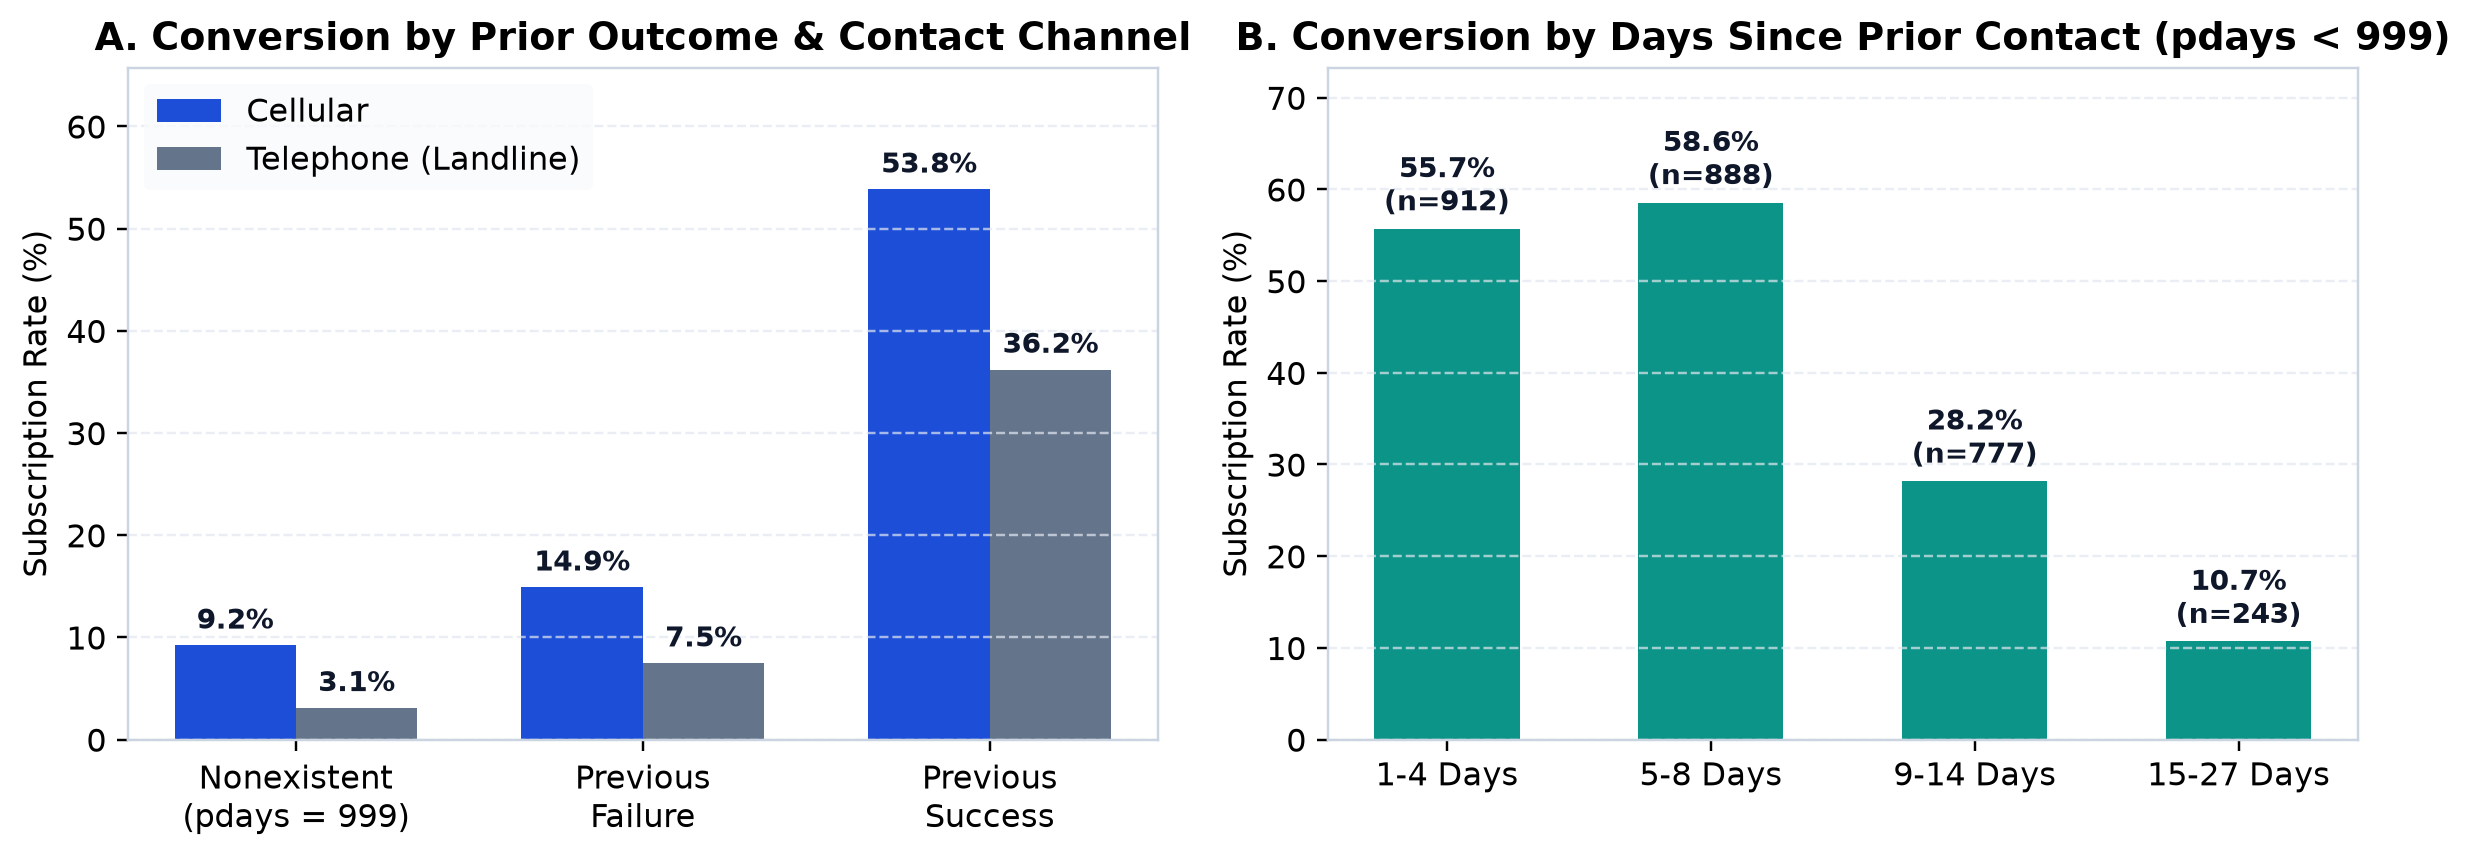 A. Conversion by Prior Outcome & Contact Channel
Cellular
Telephone (Landline)
Subscription Rate (%)
60
50
40
30
20
10
0
9.2%
3.1%
14.9%
7.5%
53.8%
36.2%
Nonexistent
(pdays = 999)
Previous
Failure
Previous
Success
B. Conversion by Days Since Prior Contact (pdays < 999)
Subscription Rate (%)
70
60
50
40
30
20
10
0
55.7%
(n=912)
58.6%
(n=888)
28.2%
(n=777)
10.7%
(n=243)
1-4 Days
5-8 Days
9-14 Days
15-27 Days